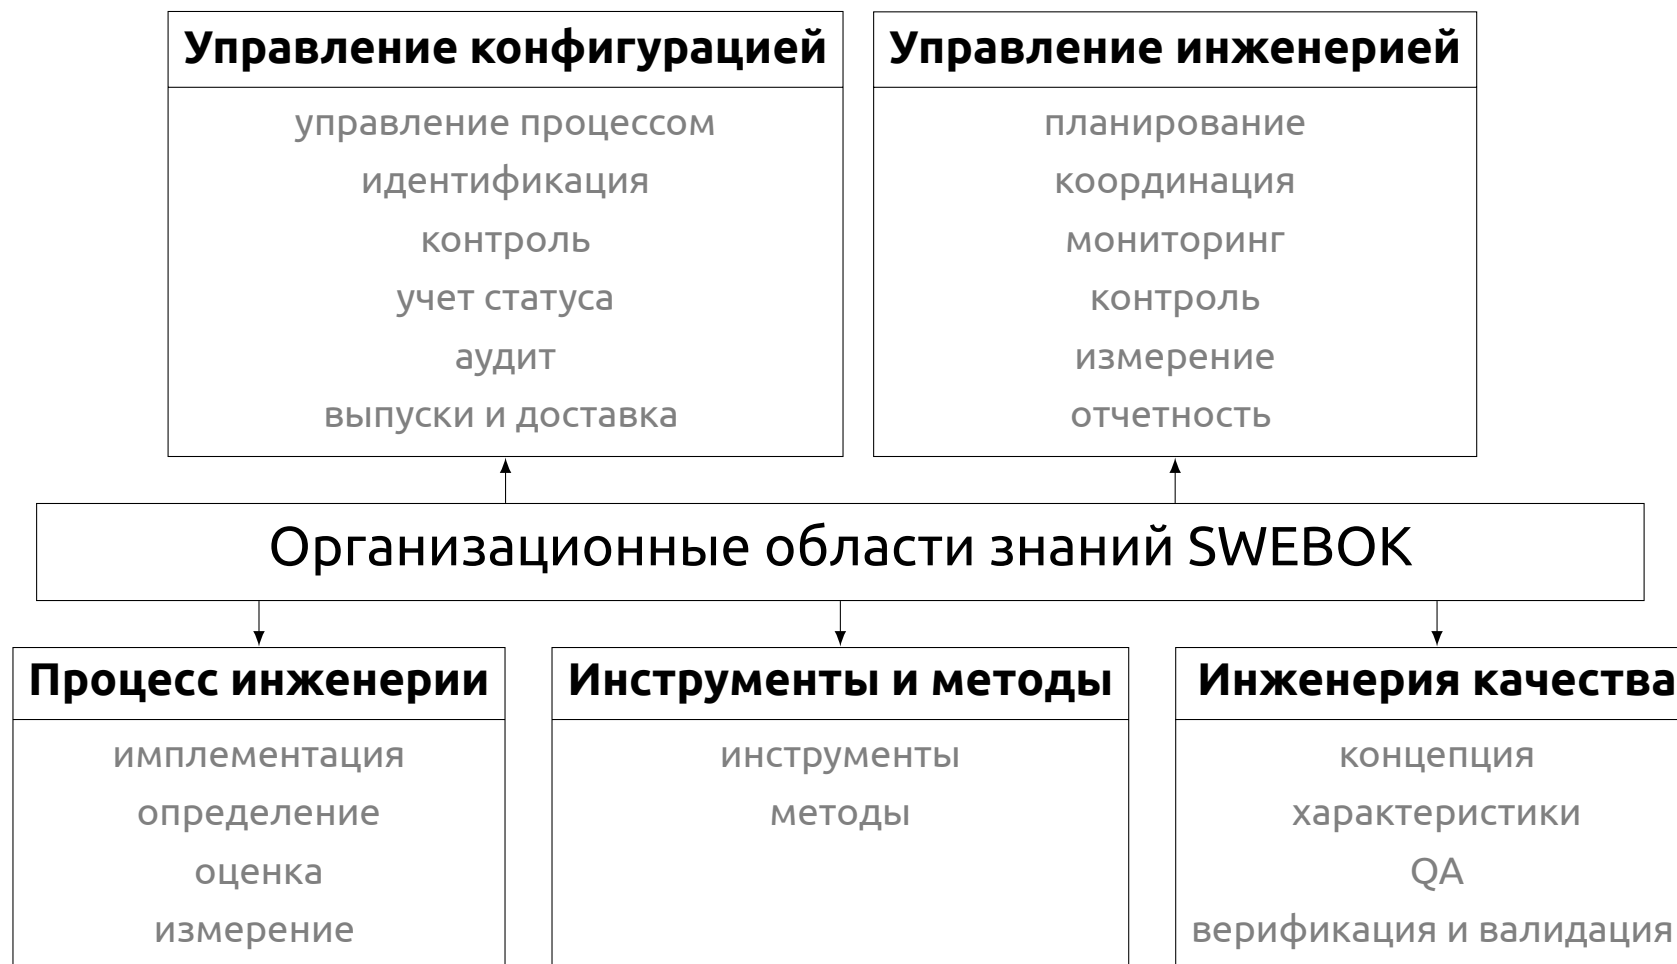 Управление конфигурацией
управление процессом
идентификация
контроль
учет статуса
аудит
выпуски и доставка
Управление инженерией
планирование
координация
мониторинг
контроль
измерение
отчетность
Организационные области знаний SWEBOK
Процесс инженерии
имплементация
определение
оценка
измерение
Инструменты и методы
инструменты
методы
Инженерия качества
концепция
характеристики
QA
верификация и валидация